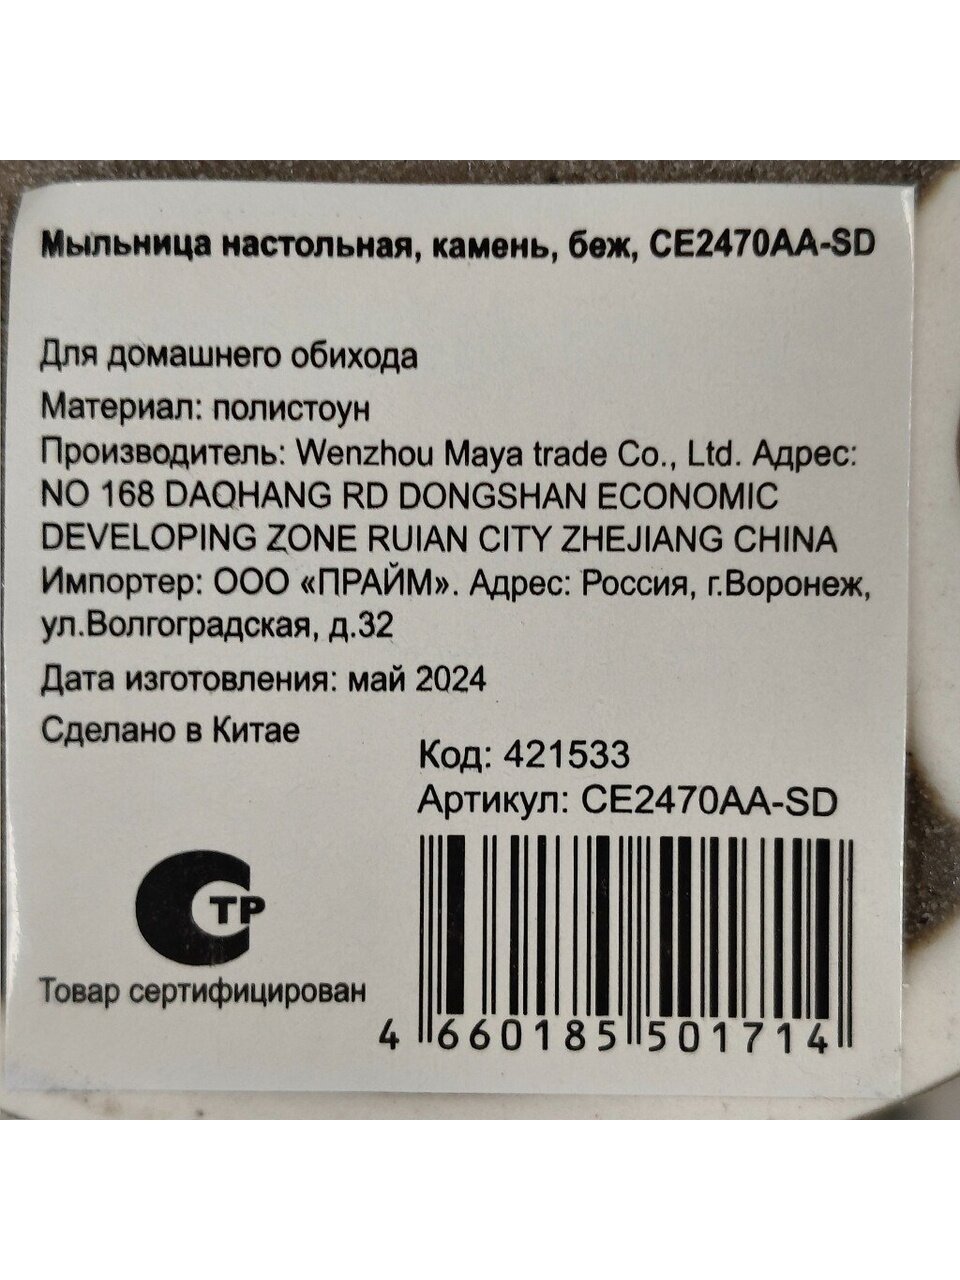 Мыльница настольная, камень, беж, CE2470AA-SD
Для домашнего обихода
Материал: полистоун
Производитель: Wenzhou Maya trade Co., Ltd. Адрес:
NO 168 DAOHANG RD DONGSHAN ECONOMIC
DEVELOPING ZONE RUIAN CITY ZHEJIANG CHINA
Импортер: ООО «ПРАЙМ». Адрес: Россия, г.Воронеж,
ул.Волгоградская, д.32
Дата изготовления: май 2024
Сделано в Китае
Код: 421533
Артикул: CE2470AA-SD
СТР
Товар сертифицирован
4 660185 501714